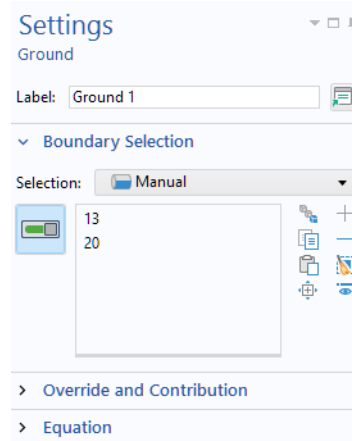 Settings
Ground
Label: Ground 1
Boundary Selection
Selection: Manual
13
20
Override and Contribution
Equation